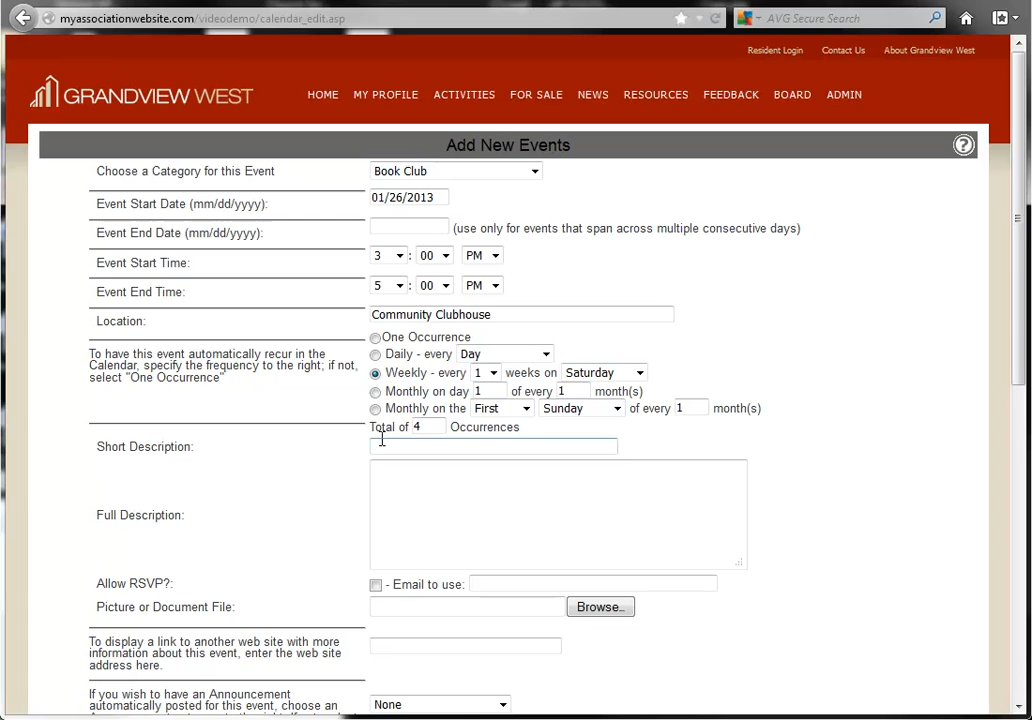 myassociationwebsite.com/videodemo/calendar_edit.asp
AVG Secure Search
Resident Login Contact Us About Grandview West
GRANDVIEW WEST
HOME MY PROFILE ACTIVITIES FOR SALE NEWS RESOURCES FEEDBACK BOARD ADMIN
Add New Events
?
Choose a Category for this Event Book Club
Event Start Date (mm/dd/yyyy): 01/26/2013
Event End Date (mm/dd/yyyy): (use only for events that span across multiple consecutive days)
Event Start Time: 3 : 00 PM
Event End Time: 5 : 00 PM
Location: Community Clubhouse
One Occurrence
To have this event automatically recur in the
Calendar, specify the frequency to the right; if not,
select "One Occurrence"
Daily - every Day
Weekly - every 1 weeks on Saturday
Monthly on day 1 of every 1 month(s)
Monthly on the First Sunday of every 1 month(s)
Total of 4 Occurrences
Short Description:
Full Description:
Allow RSVP?: - Email to use:
Picture or Document File: Browse...
To display a link to another web site with more
information about this event, enter the web site
address here.
If you wish to have an Announcement
automatically posted for this event, choose an
None